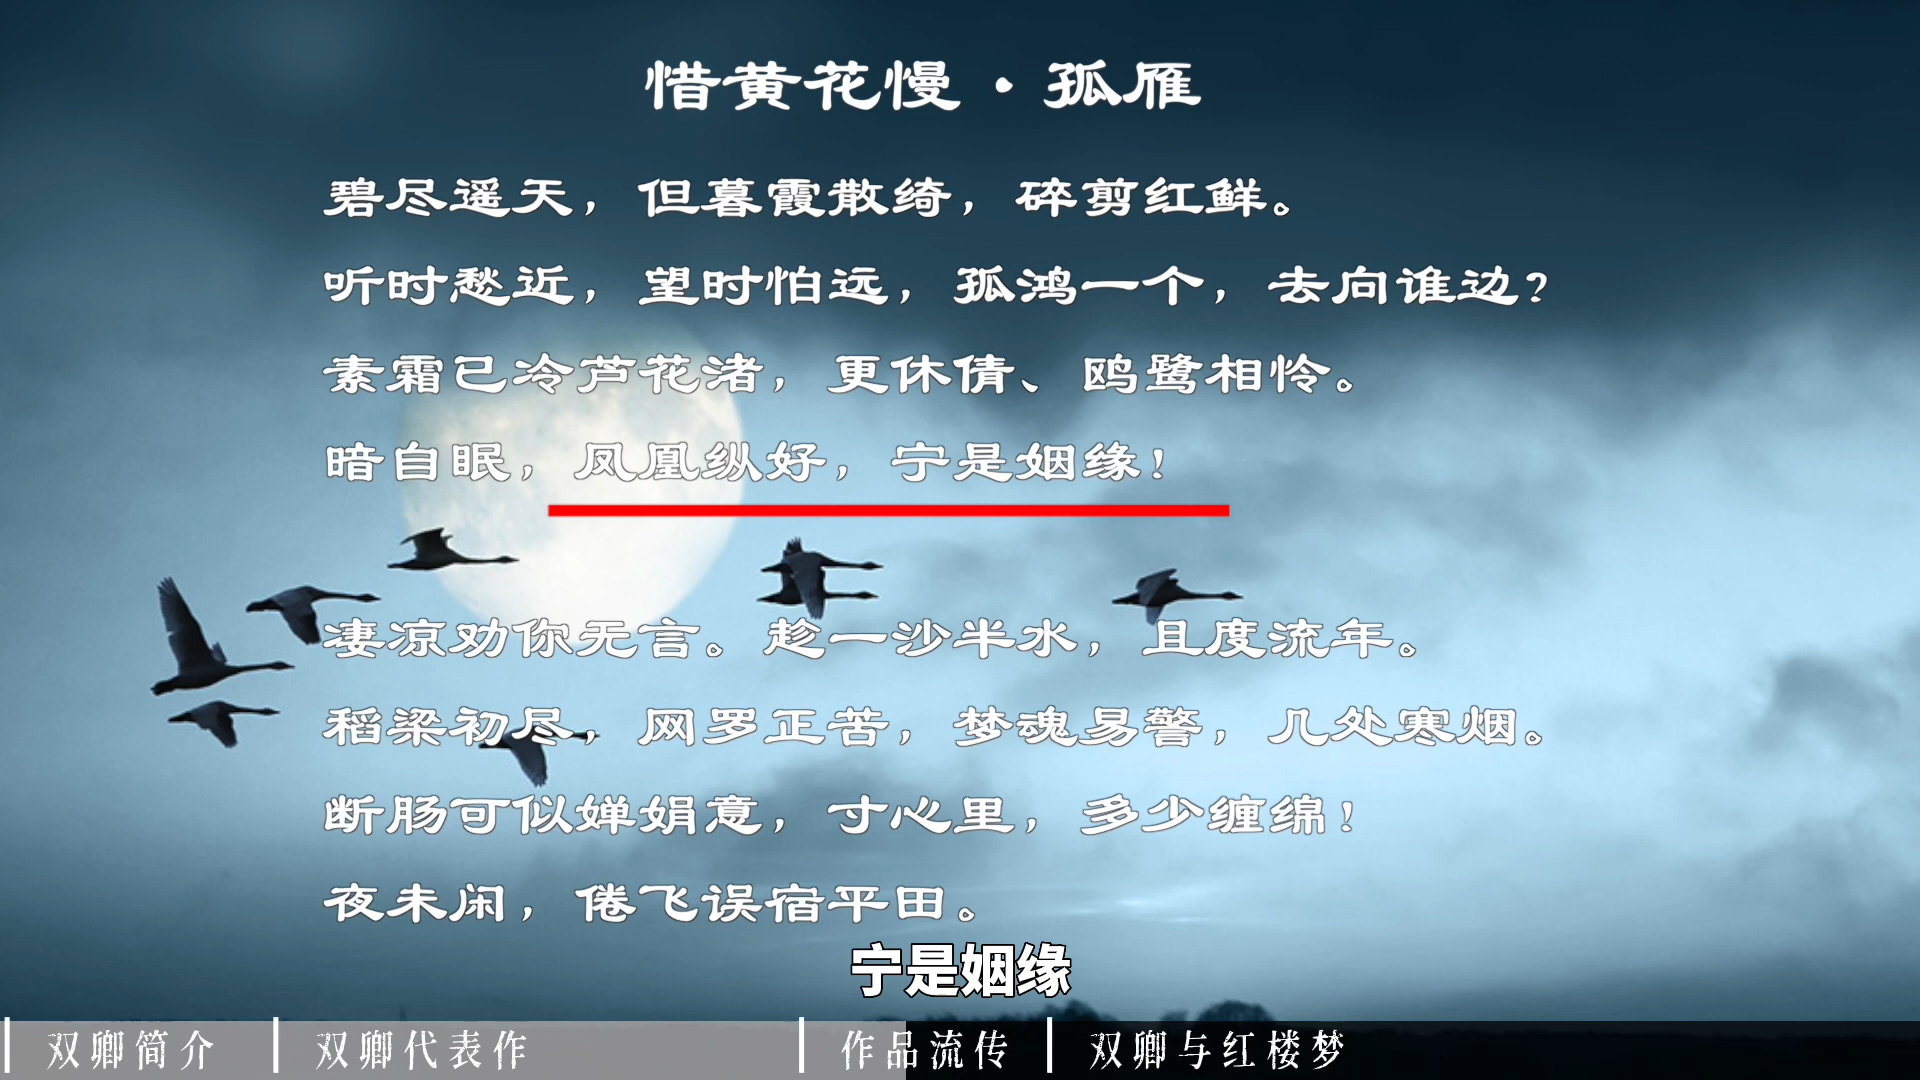 惜黄花慢·孤雁
碧尽遥天，但暮霞散绮，碎剪红鲜。
听时愁近，望时怕远，孤鸿一个，去向谁边？
素霜已冷芦花渚，更休倩、鸥鹭相怜。
暗自眠，凤凰纵好，宁是姻缘！
凄凉劝你无言。趁一沙半水，且度流年。
稻梁初尽，网罗正苦，梦魂易警，几处寒烟。
断肠可似婵娟意，寸心里，多少缠绵！
夜未闲，倦飞误宿平田。
宁是姻缘
双卿简介 双卿代表作 作品流传 双卿与红楼梦